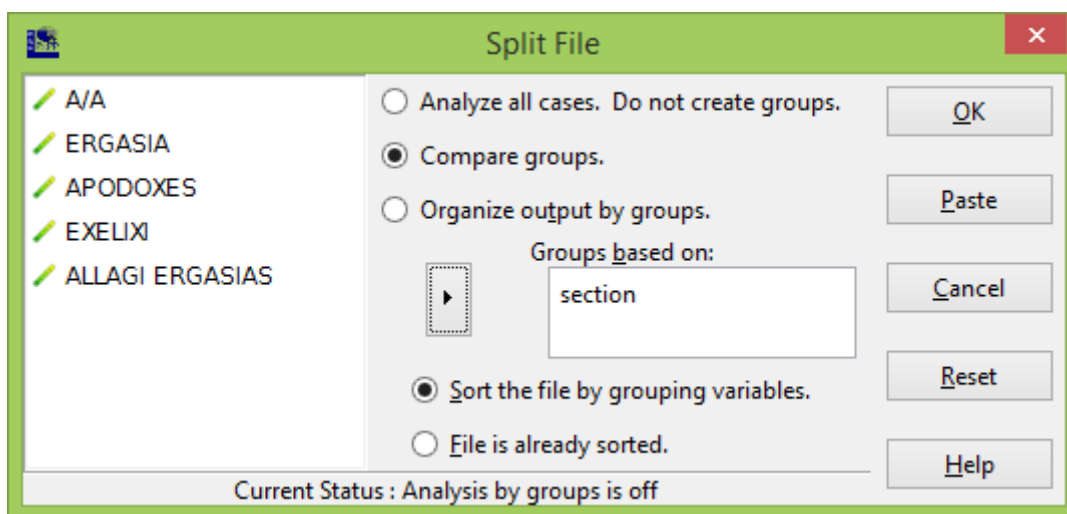 Split File
A/A
ERGASIA
APODOXES
EXELIXI
ALLAGI ERGASIAS
Analyze all cases.  Do not create groups.
Compare groups.
Organize output by groups.
Groups based on:
section
Sort the file by grouping variables.
File is already sorted.
OK
Paste
Cancel
Reset
Help
Current Status : Analysis by groups is off